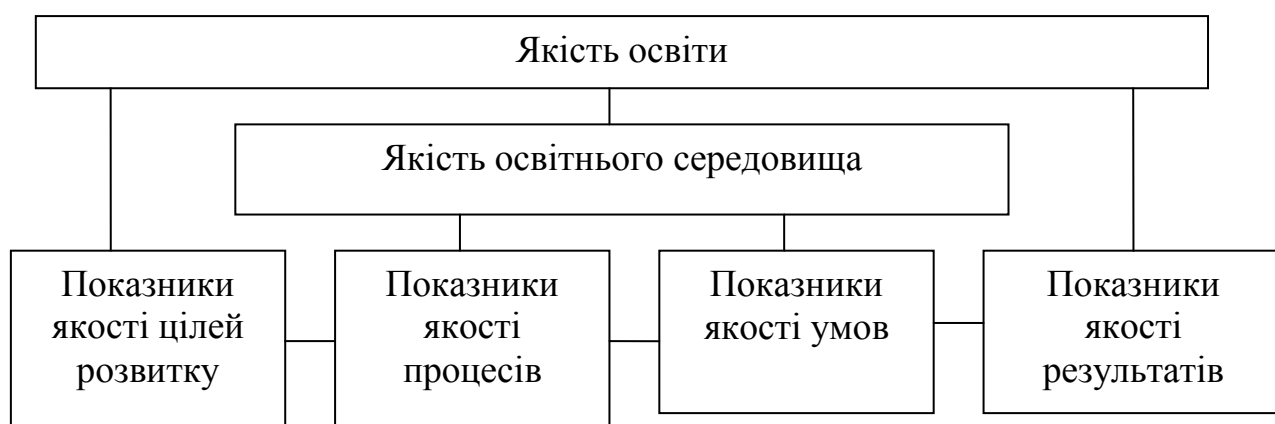 Якість освіти
Якість освітнього середовища
Показники
якості цілей
розвитку
Показники
якості
процесів
Показники
якості умов
Показники
якості
результатів